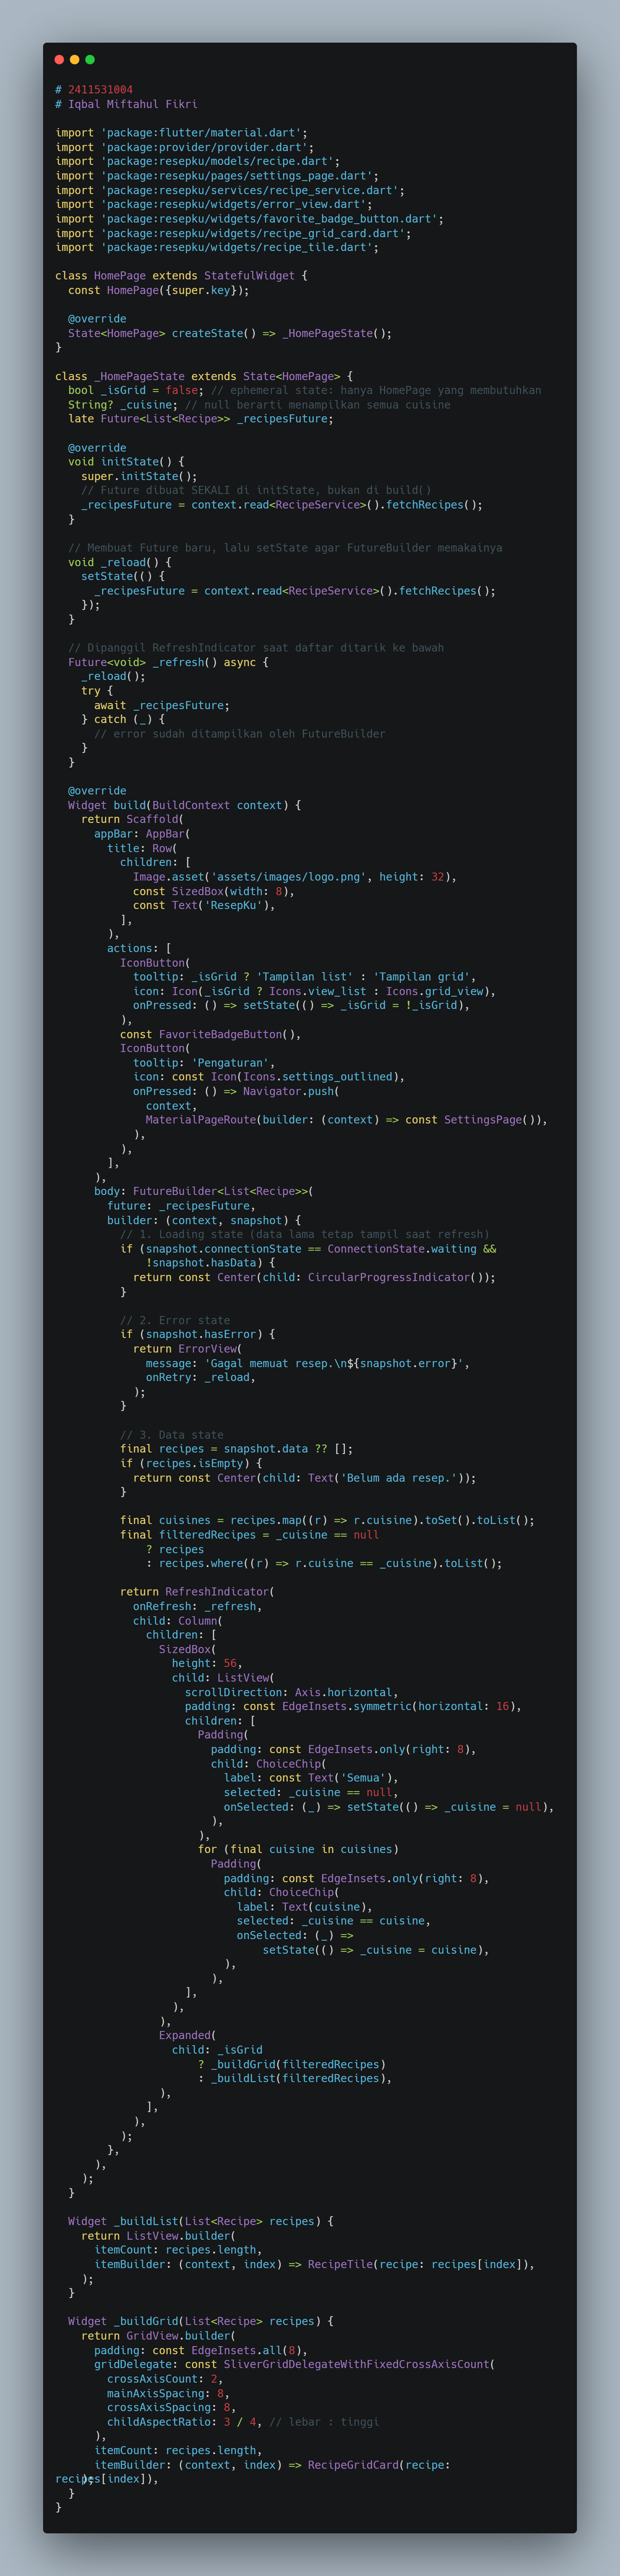 # 2411531004
# Iqbal Miftahul Fikri

import 'package:flutter/material.dart';
import 'package:provider/provider.dart';
import 'package:resepku/models/recipe.dart';
import 'package:resepku/pages/settings_page.dart';
import 'package:resepku/services/recipe_service.dart';
import 'package:resepku/widgets/error_view.dart';
import 'package:resepku/widgets/favorite_badge_button.dart';
import 'package:resepku/widgets/recipe_grid_card.dart';
import 'package:resepku/widgets/recipe_tile.dart';

class HomePage extends StatefulWidget {
  const HomePage({super.key});

  @override
  State<HomePage> createState() => _HomePageState();
}

class _HomePageState extends State<HomePage> {
  bool _isGrid = false; // ephemeral state: hanya HomePage yang membutuhkan
  String? _cuisine; // null berarti menampilkan semua cuisine
  late Future<List<Recipe>> _recipesFuture;

  @override
  void initState() {
    super.initState();
    // Future dibuat SEKALI di initState, bukan di build()
    _recipesFuture = context.read<RecipeService>().fetchRecipes();
  }

  // Membuat Future baru, lalu setState agar FutureBuilder memakainya
  void _reload() {
    setState(() {
      _recipesFuture = context.read<RecipeService>().fetchRecipes();
    });
  }

  // Dipanggil RefreshIndicator saat daftar ditarik ke bawah
  Future<void> _refresh() async {
    _reload();
    try {
      await _recipesFuture;
    } catch (_) {
      // error sudah ditampilkan oleh FutureBuilder
    }
  }

  @override
  Widget build(BuildContext context) {
    return Scaffold(
      appBar: AppBar(
        title: Row(
          children: [
            Image.asset('assets/images/logo.png', height: 32),
            const SizedBox(width: 8),
            const Text('ResepKu'),
          ],
        ),
        actions: [
          IconButton(
            tooltip: _isGrid ? 'Tampilan list' : 'Tampilan grid',
            icon: Icon(_isGrid ? Icons.view_list : Icons.grid_view),
            onPressed: () => setState(() => _isGrid = !_isGrid),
          ),
          const FavoriteBadgeButton(),
          IconButton(
            tooltip: 'Pengaturan',
            icon: const Icon(Icons.settings_outlined),
            onPressed: () => Navigator.push(
              context,
              MaterialPageRoute(builder: (context) => const SettingsPage()),
            ),
          ),
        ],
      ),
      body: FutureBuilder<List<Recipe>>(
        future: _recipesFuture,
        builder: (context, snapshot) {
          // 1. Loading state (data lama tetap tampil saat refresh)
          if (snapshot.connectionState == ConnectionState.waiting &&
              !snapshot.hasData) {
            return const Center(child: CircularProgressIndicator());
          }

          // 2. Error state
          if (snapshot.hasError) {
            return ErrorView(
              message: 'Gagal memuat resep.\n${snapshot.error}',
              onRetry: _reload,
            );
          }

          // 3. Data state
          final recipes = snapshot.data ?? [];
          if (recipes.isEmpty) {
            return const Center(child: Text('Belum ada resep.'));
          }

          final cuisines = recipes.map((r) => r.cuisine).toSet().toList();
          final filteredRecipes = _cuisine == null
              ? recipes
              : recipes.where((r) => r.cuisine == _cuisine).toList();

          return RefreshIndicator(
            onRefresh: _refresh,
            child: Column(
              children: [
                SizedBox(
                  height: 56,
                  child: ListView(
                    scrollDirection: Axis.horizontal,
                    padding: const EdgeInsets.symmetric(horizontal: 16),
                    children: [
                      Padding(
                        padding: const EdgeInsets.only(right: 8),
                        child: ChoiceChip(
                          label: const Text('Semua'),
                          selected: _cuisine == null,
                          onSelected: (_) => setState(() => _cuisine = null),
                        ),
                      ),
                      for (final cuisine in cuisines)
                        Padding(
                          padding: const EdgeInsets.only(right: 8),
                          child: ChoiceChip(
                            label: Text(cuisine),
                            selected: _cuisine == cuisine,
                            onSelected: (_) =>
                                setState(() => _cuisine = cuisine),
                          ),
                        ),
                    ],
                  ),
                ),
                Expanded(
                  child: _isGrid
                      ? _buildGrid(filteredRecipes)
                      : _buildList(filteredRecipes),
                ),
              ],
            ),
          );
        },
      ),
    );
  }

  Widget _buildList(List<Recipe> recipes) {
    return ListView.builder(
      itemCount: recipes.length,
      itemBuilder: (context, index) => RecipeTile(recipe: recipes[index]),
    );
  }

  Widget _buildGrid(List<Recipe> recipes) {
    return GridView.builder(
      padding: const EdgeInsets.all(8),
      gridDelegate: const SliverGridDelegateWithFixedCrossAxisCount(
        crossAxisCount: 2,
        mainAxisSpacing: 8,
        crossAxisSpacing: 8,
        childAspectRatio: 3 / 4, // lebar : tinggi
      ),
      itemCount: recipes.length,
      itemBuilder: (context, index) => RecipeGridCard(recipe:
recipes[index]),
    );
  }
}